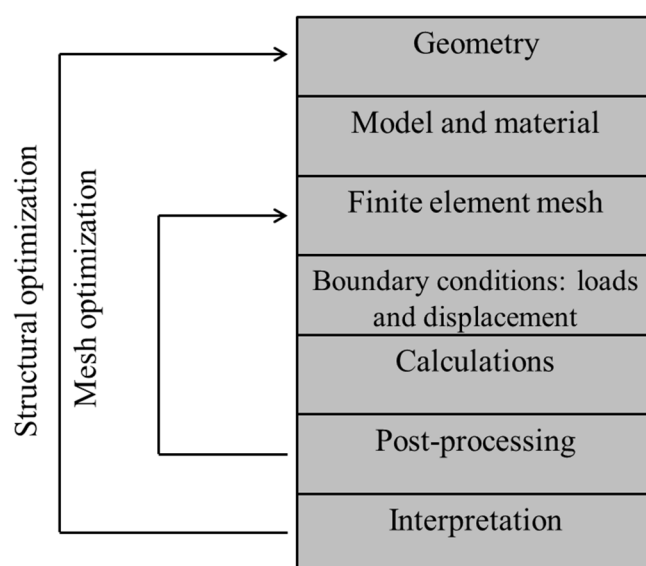 Geometry
Model and material
Finite element mesh
Boundary conditions: loads
and displacement
Calculations
Post-processing
Interpretation
Structural optimization
Mesh optimization